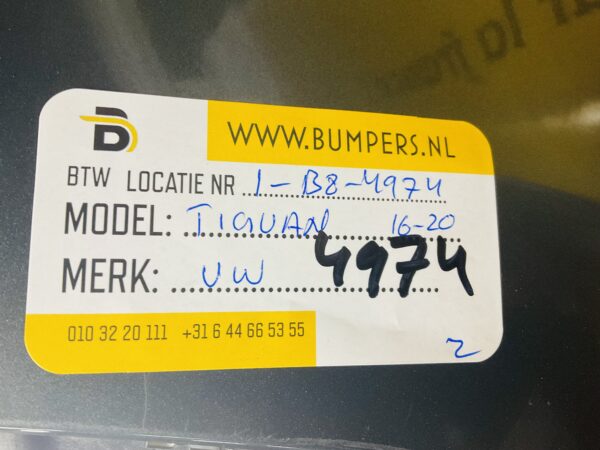 B
WWW.BUMPERS.NL
BTW LOCATIE NR 1-B8-4974
MODEL: TIGUAN 16-20
MERK: VW 4974
010 32 20 111 +31 6 44 66 53 55
2